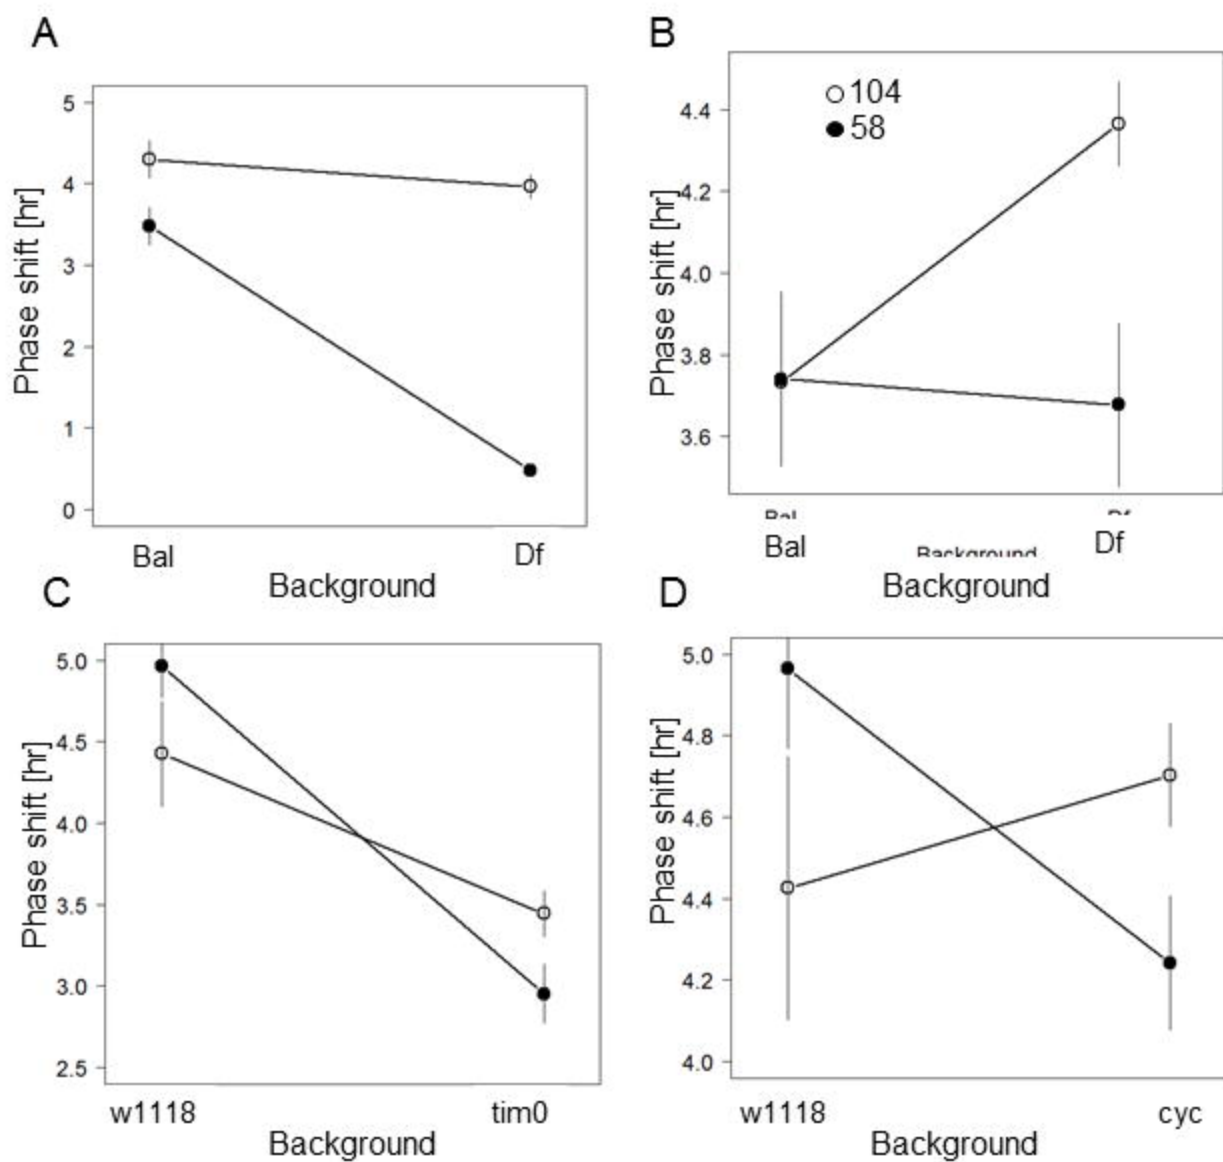 A
Phase shift [hr]
5
4
3
2
1
0
Bal
Df
Background
B
Phase shift [hr]
104
58
4.4
4.2
4.0
3.8
3.6
Bal
Df
Background
Bal
Df
Background
C
Phase shift [hr]
5.0
4.5
4.0
3.5
3.0
2.5
w1118
tim0
Background
D
Phase shift [hr]
5.0
4.8
4.6
4.4
4.2
4.0
w1118
cyc
Background